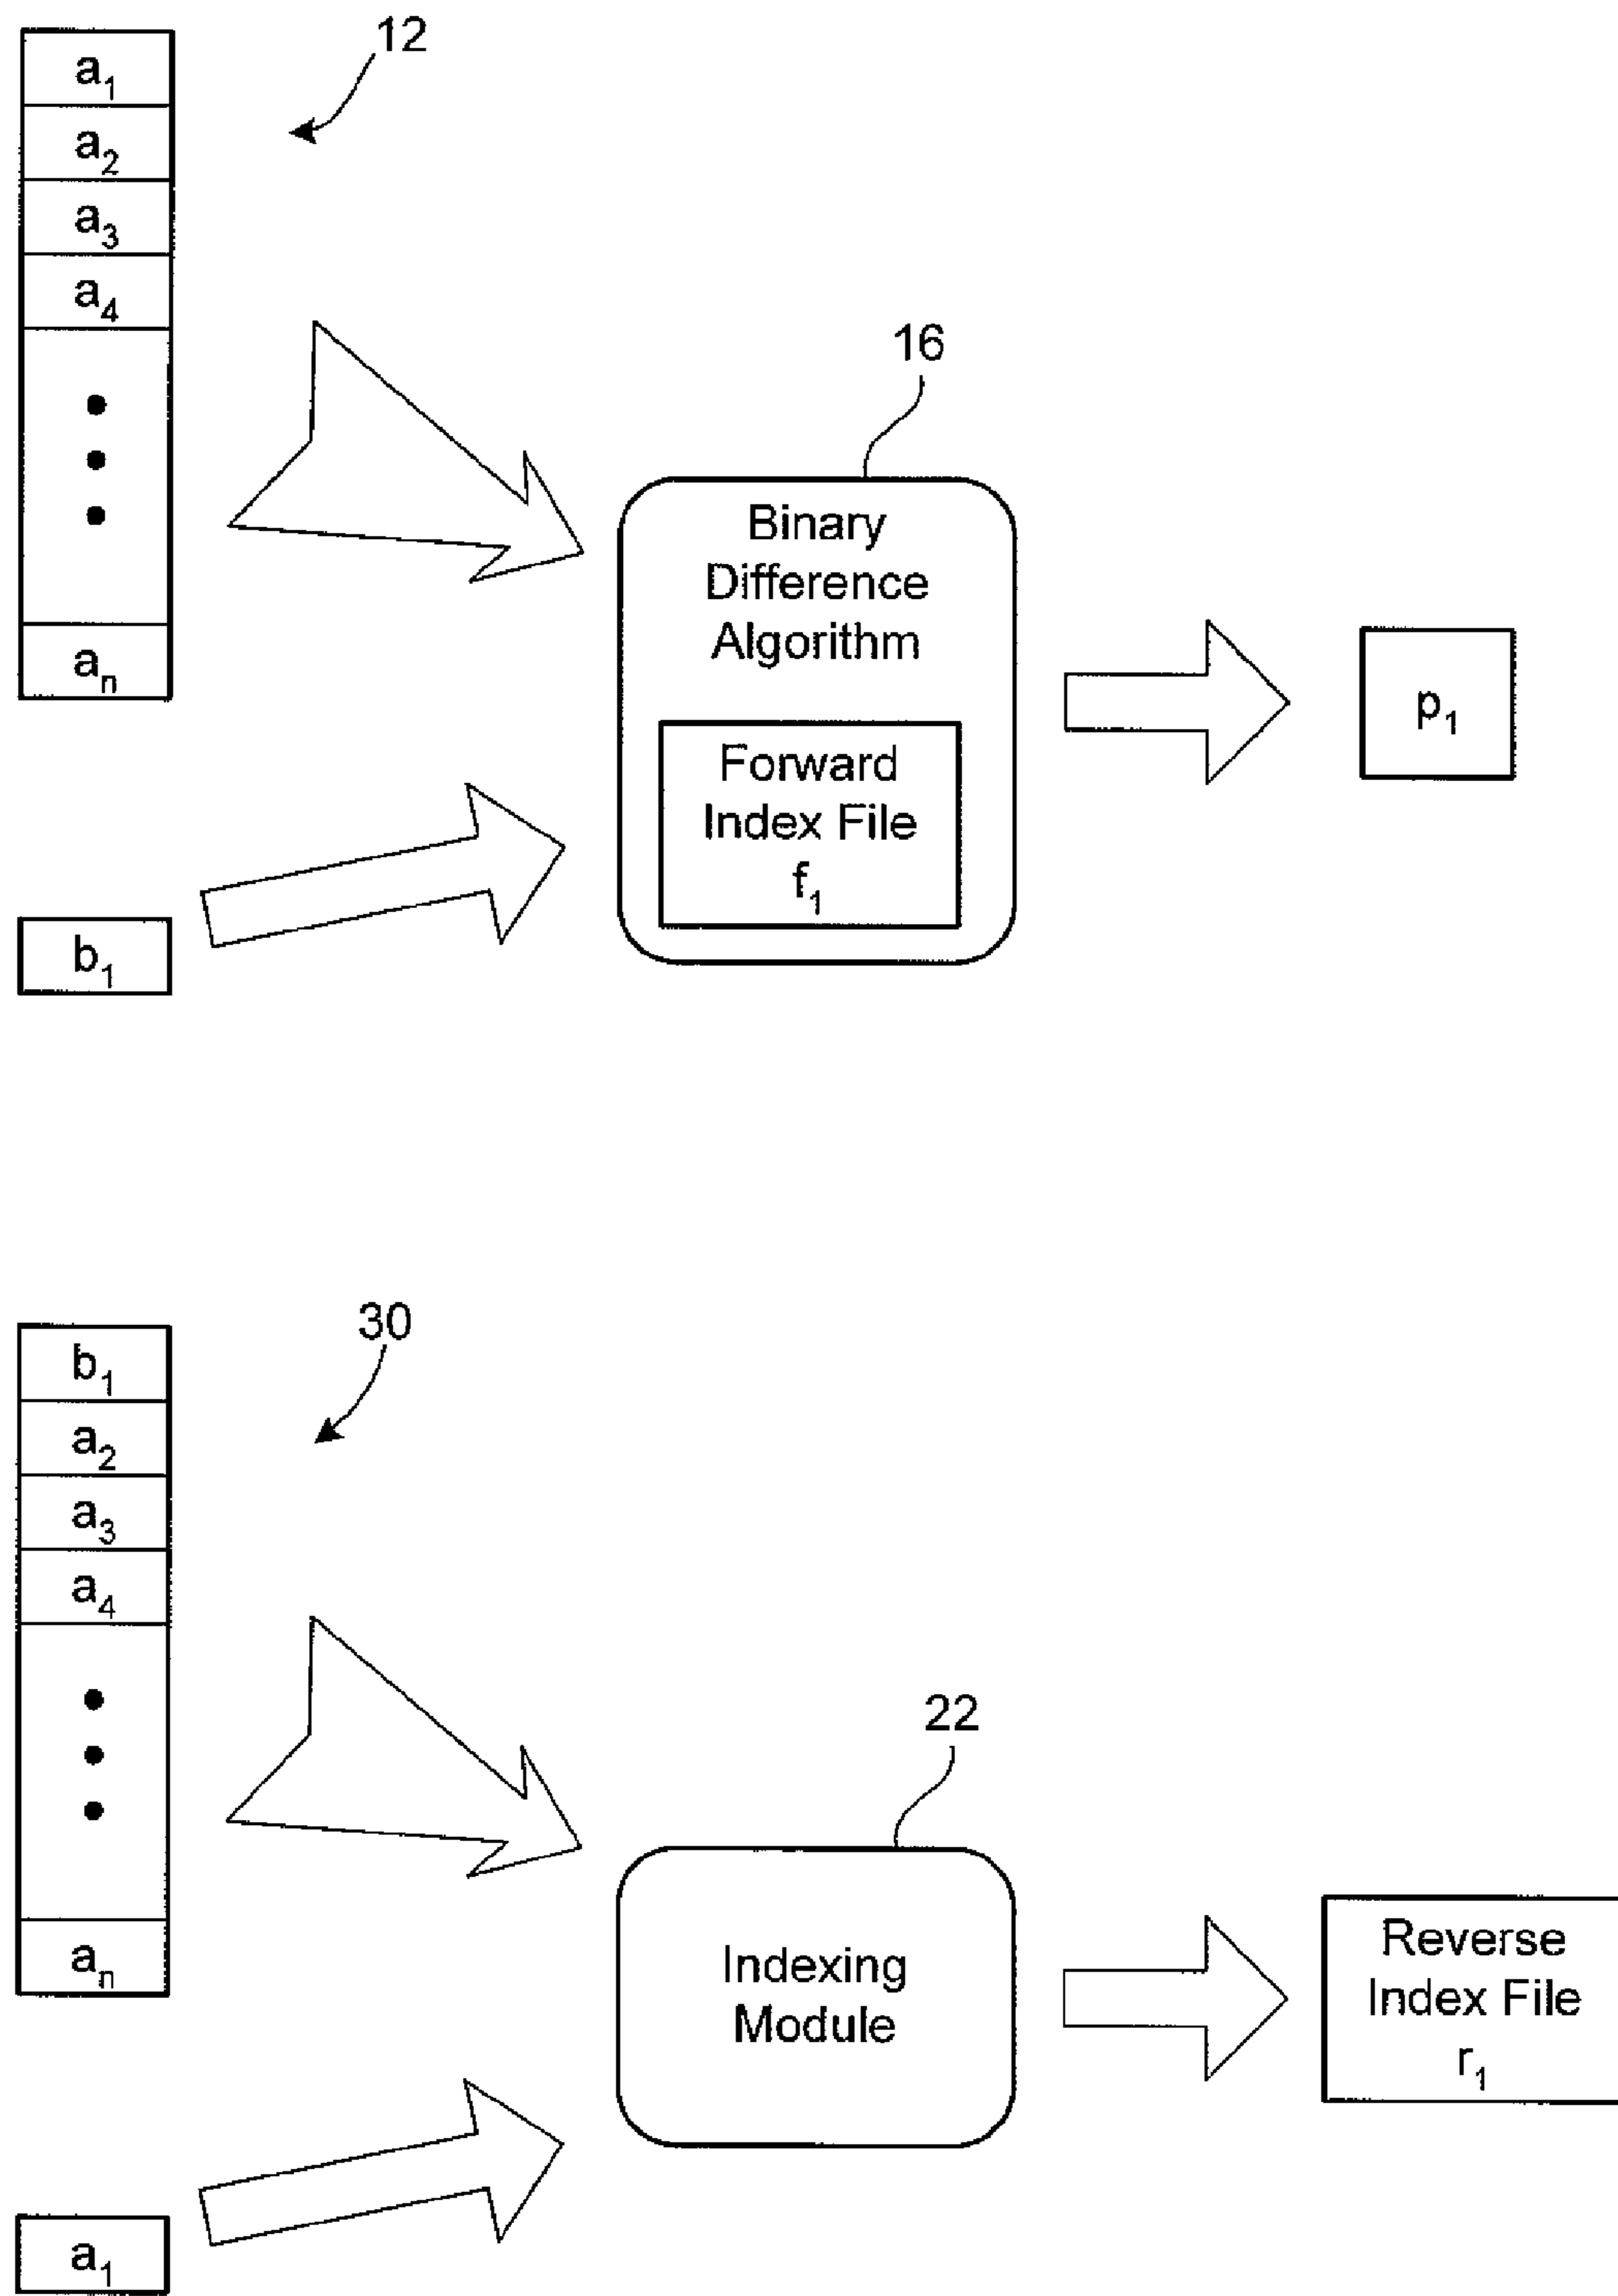 12
a₁
a₂
a₃
a₄
aₙ
16
Binary
Difference
Algorithm
Forward
Index File
f₁
p₁
b₁
30
b₁
a₂
a₃
a₄
aₙ
22
Indexing
Module
Reverse
Index File
r₁
a₁